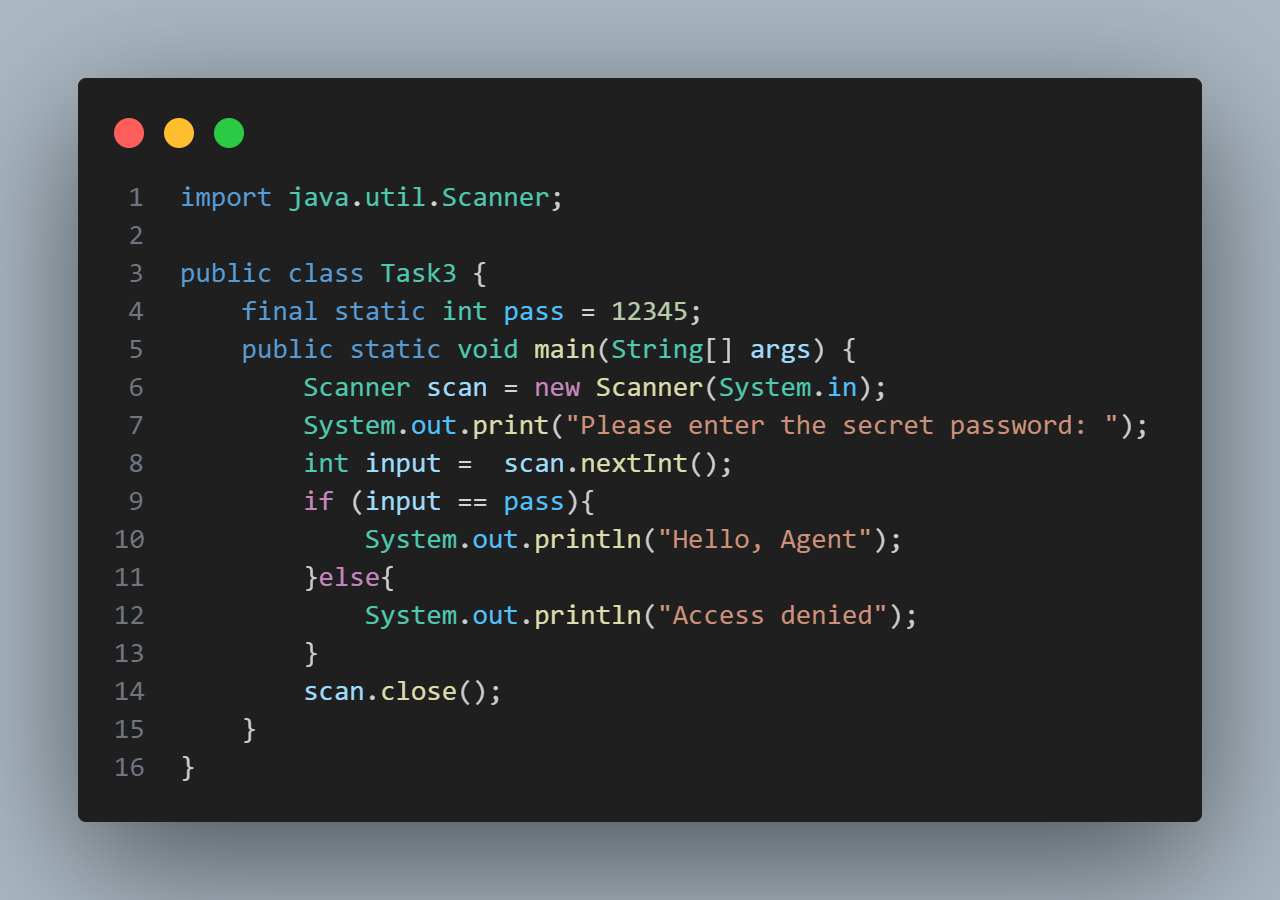 1 import java.util.Scanner;
2
3 public class Task3 {
4     final static int pass = 12345;
5     public static void main(String[] args) {
6         Scanner scan = new Scanner(System.in);
7         System.out.print("Please enter the secret password: ");
8         int input =  scan.nextInt();
9         if (input == pass){
10             System.out.println("Hello, Agent");
11         }else{
12             System.out.println("Access denied");
13         }
14         scan.close();
15     }
16 }